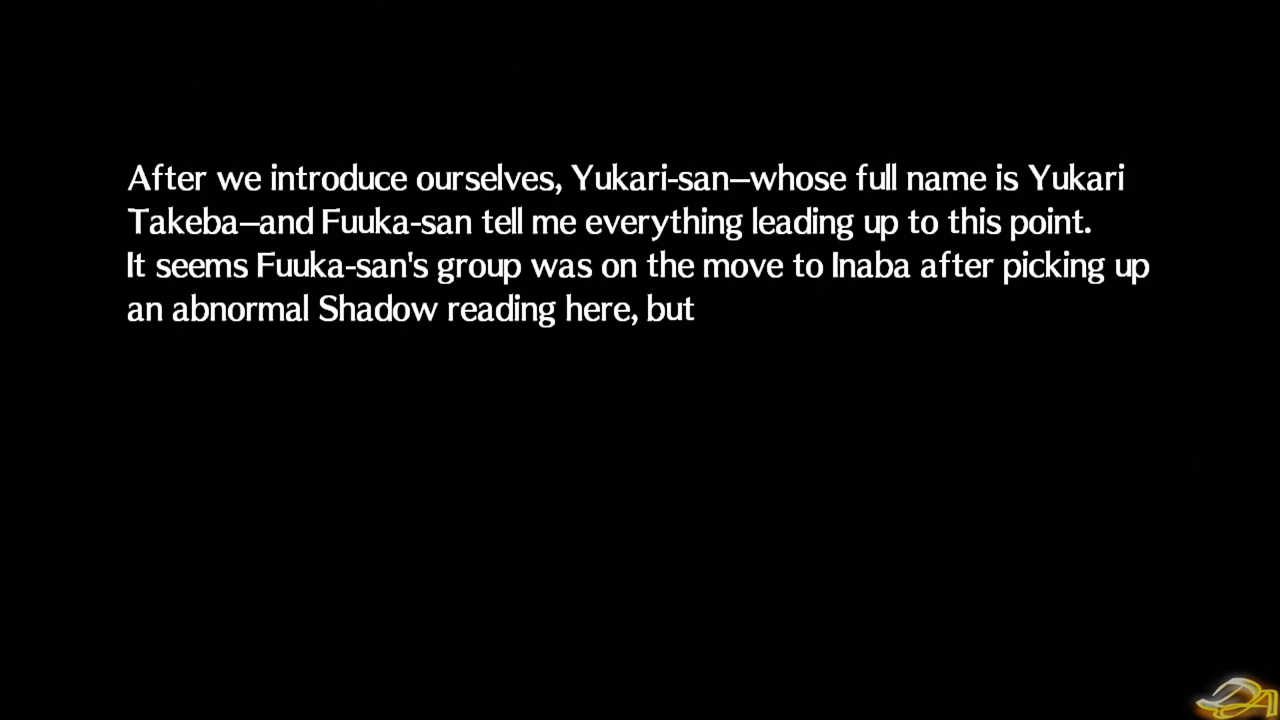 After we introduce ourselves, Yukari-san—whose full name is Yukari
Takeba—and Fuuka-san tell me everything leading up to this point.
It seems Fuuka-san's group was on the move to Inaba after picking up
an abnormal Shadow reading here, but